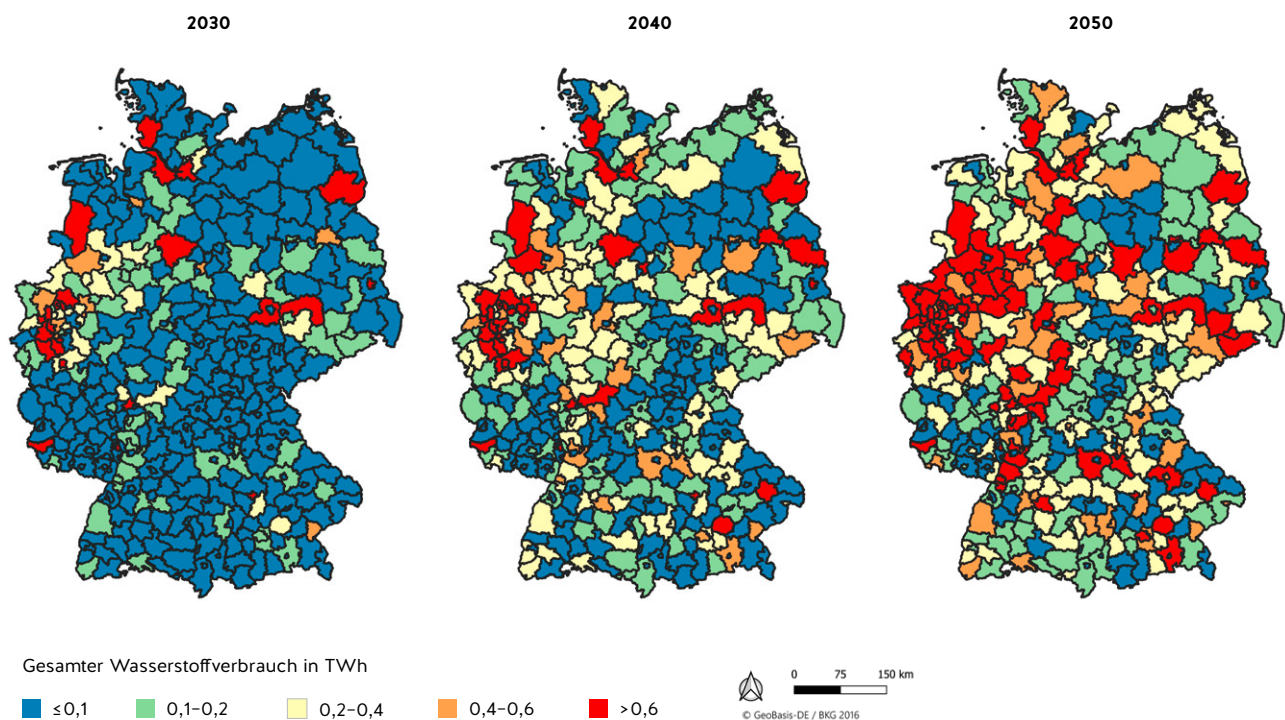 2030
2040
2050
Gesamter Wasserstoffverbrauch in TWh
≤0,1
0,1–0,2
0,2–0,4
0,4–0,6
>0,6
0 75 150 km
© GeoBasis-DE / BKG 2016